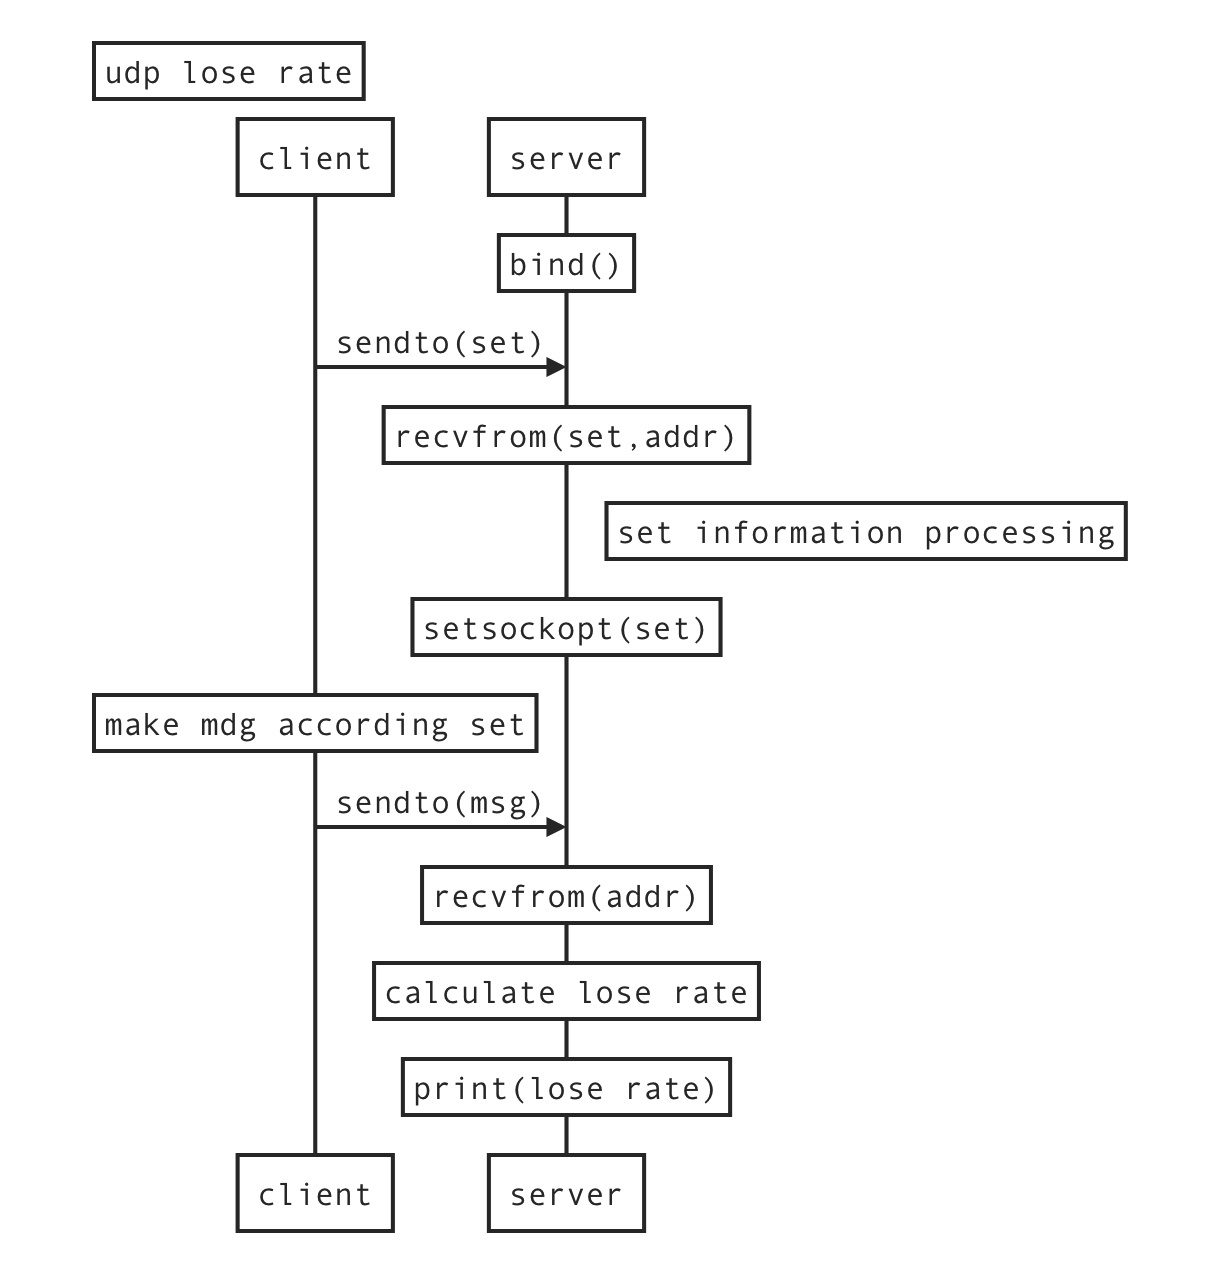 udp lose rate
client
server
bind()
sendto(set)
recvfrom(set,addr)
set information processing
setsockopt(set)
make mdg according set
sendto(msg)
recvfrom(addr)
calculate lose rate
print(lose rate)
client
server